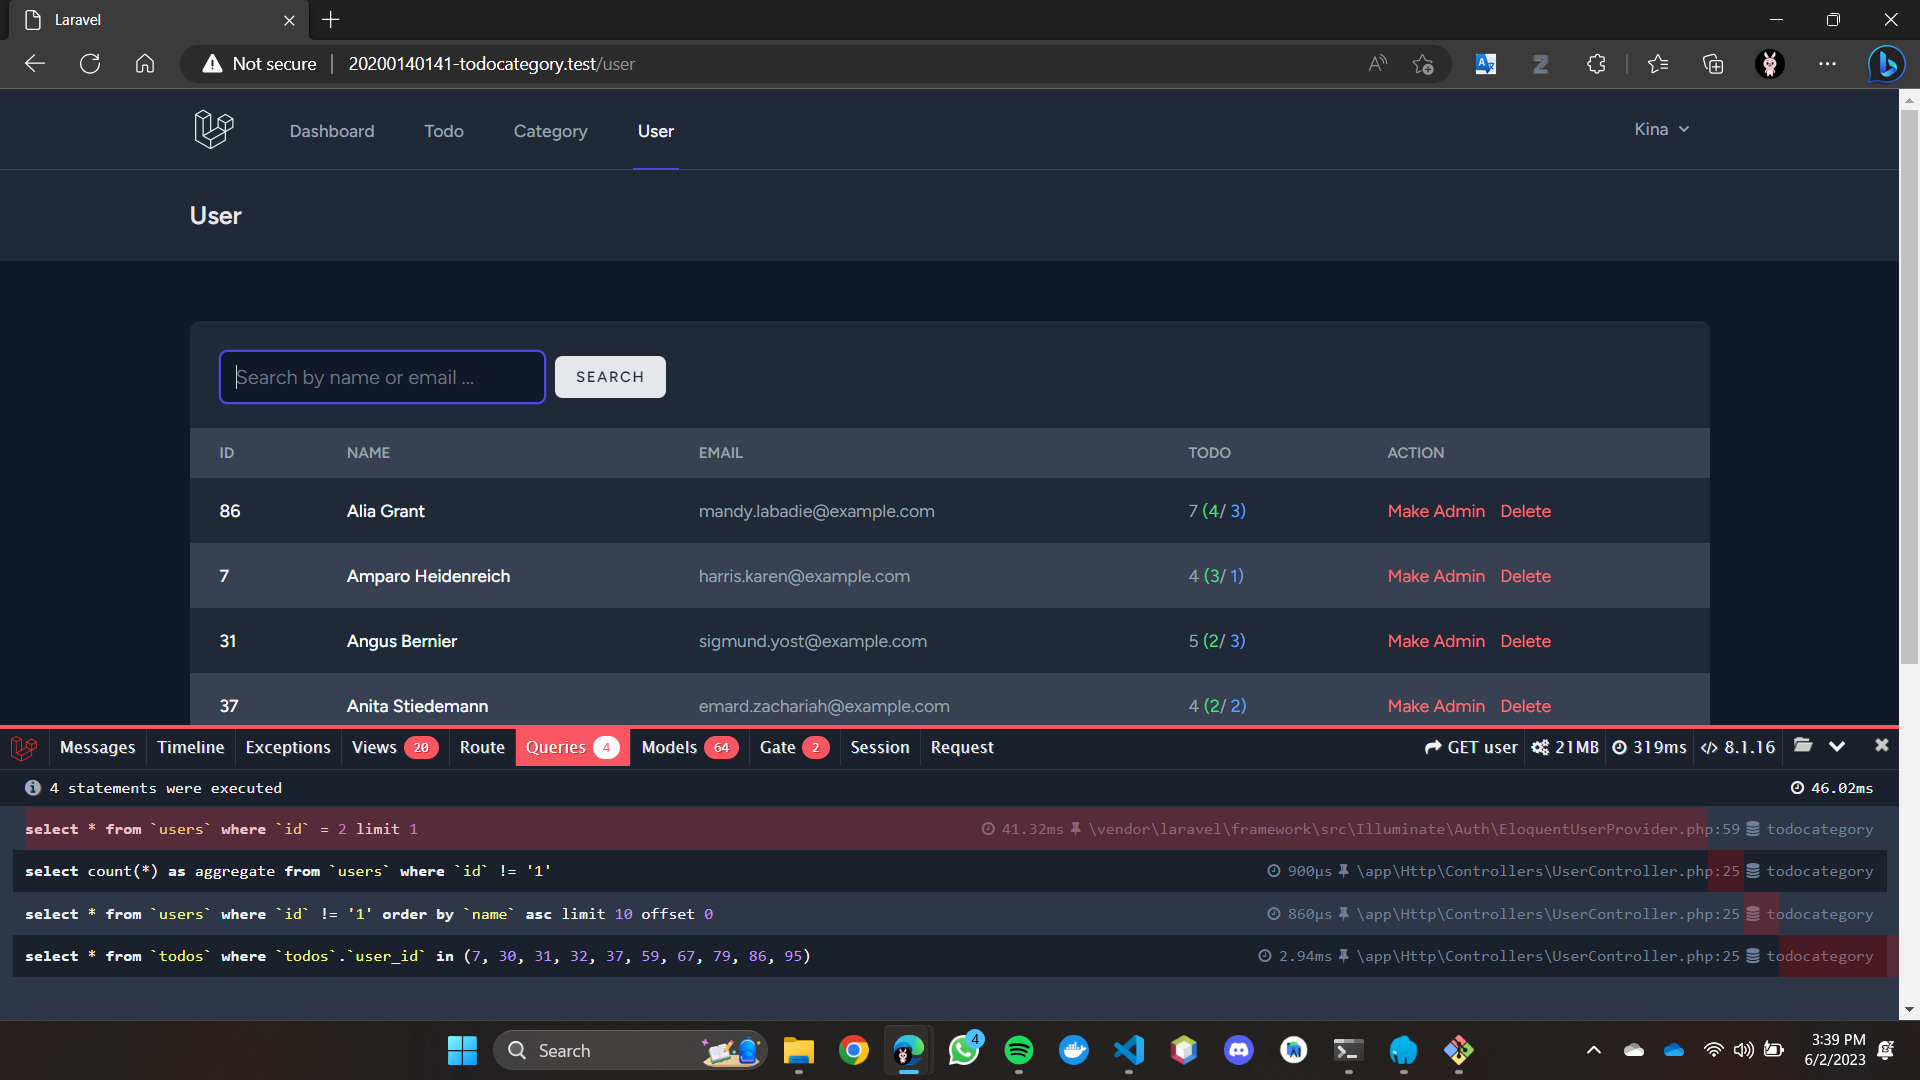 Laravel
Not secure 20200140141-todocategory.test/user
Dashboard Todo Category User Kina
User
Search by name or email ...
SEARCH
ID NAME EMAIL TODO ACTION
86 Alia Grant mandy.labadie@example.com 7 (4/ 3) Make Admin Delete
7 Amparo Heidenreich harris.karen@example.com 4 (3/ 1) Make Admin Delete
31 Angus Bernier sigmund.yost@example.com 5 (2/ 3) Make Admin Delete
37 Anita Stiedemann emard.zachariah@example.com 4 (2/ 2) Make Admin Delete
Messages Timeline Exceptions Views 20 Route Queries 4 Models 64 Gate 2 Session Request GET user 21MB 319ms 8.1.16
4 statements were executed 46.02ms
select * from `users` where `id` = 2 limit 1 41.32ms \vendor\laravel\framework\src\Illuminate\Auth\EloquentUserProvider.php:59 todocategory
select count(*) as aggregate from `users` where `id` != '1' 900μs \app\Http\Controllers\UserController.php:25 todocategory
select * from `users` where `id` != '1' order by `name` asc limit 10 offset 0 860μs \app\Http\Controllers\UserController.php:25 todocategory
select * from `todos` where `todos`.`user_id` in (7, 30, 31, 32, 37, 59, 67, 79, 86, 95) 2.94ms \app\Http\Controllers\UserController.php:25 todocategory
Search 4 3:39 PM
6/2/2023